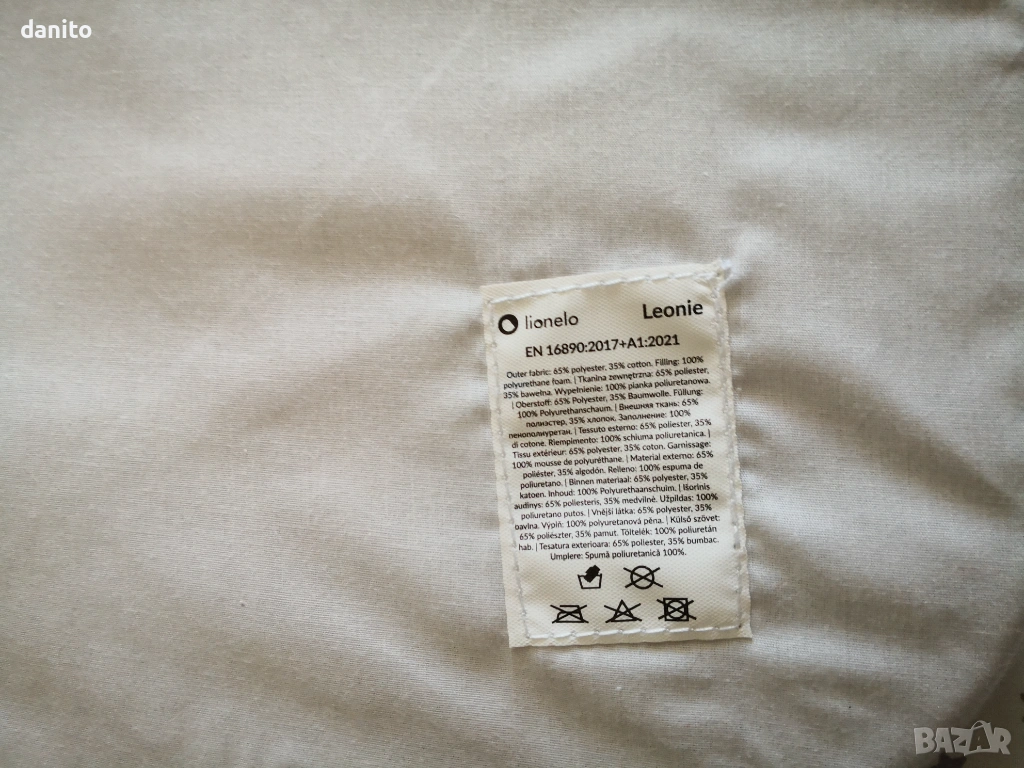 danito
lionelo Leonie
EN 16890:2017+A1:2021
Outer fabric: 65% polyester, 35% cotton. Filling: 100%
polyurethane foam. | Tkanina zewnętrzna: 65% poliester,
35% bawełna. Wypełnienie: 100% pianka poliuretanowa.
| Oberstoff: 65% Polyester, 35% Baumwolle. Füllung:
100% Polyurethanschaum. | Внешняя ткань: 65%
полиэстер, 35% хлопок. Заполнение: 100%
пенополиуретан. | Tessuto esterno: 65% poliestere, 35%
di cotone. Riempimento: 100% schiuma poliuretanica. |
Tissu extérieur: 65% polyester, 35% coton. Garnissage:
100% mousse de polyuréthane. | Material externo: 65%
poliéster, 35% algodón. Relleno: 100% espuma de
poliuretano. | Binnen materiaal: 65% polyester, 35%
katoen. Inhoud: 100% Polyurethaanschuim. | Išorinis
audinys: 65% poliesteris, 35% medvilnė. Užpildas: 100%
poliuretano putos. | Vnější látka: 65% polyester, 35%
bavlna. Výplň: 100% polyuretanová pěna. | Külső szövet:
65% poliészter, 35% pamut. Töltelék: 100% poliuretán
hab. | Tesatura exterioara: 65% poliester, 35% bumbac.
Umplere: Spumă poliuretanică 100%.
BAZAR